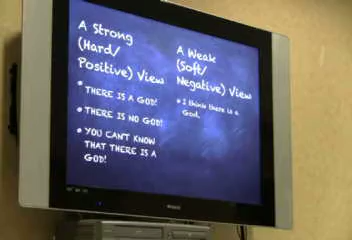 A Strong
(Hard/
Positive) View
• THERE IS A GOD!
• THERE IS NO GOD!
• YOU CAN'T KNOW
THAT THERE IS A
GOD!
A Weak
(Soft/
Negative) View
• I think there is a
God.